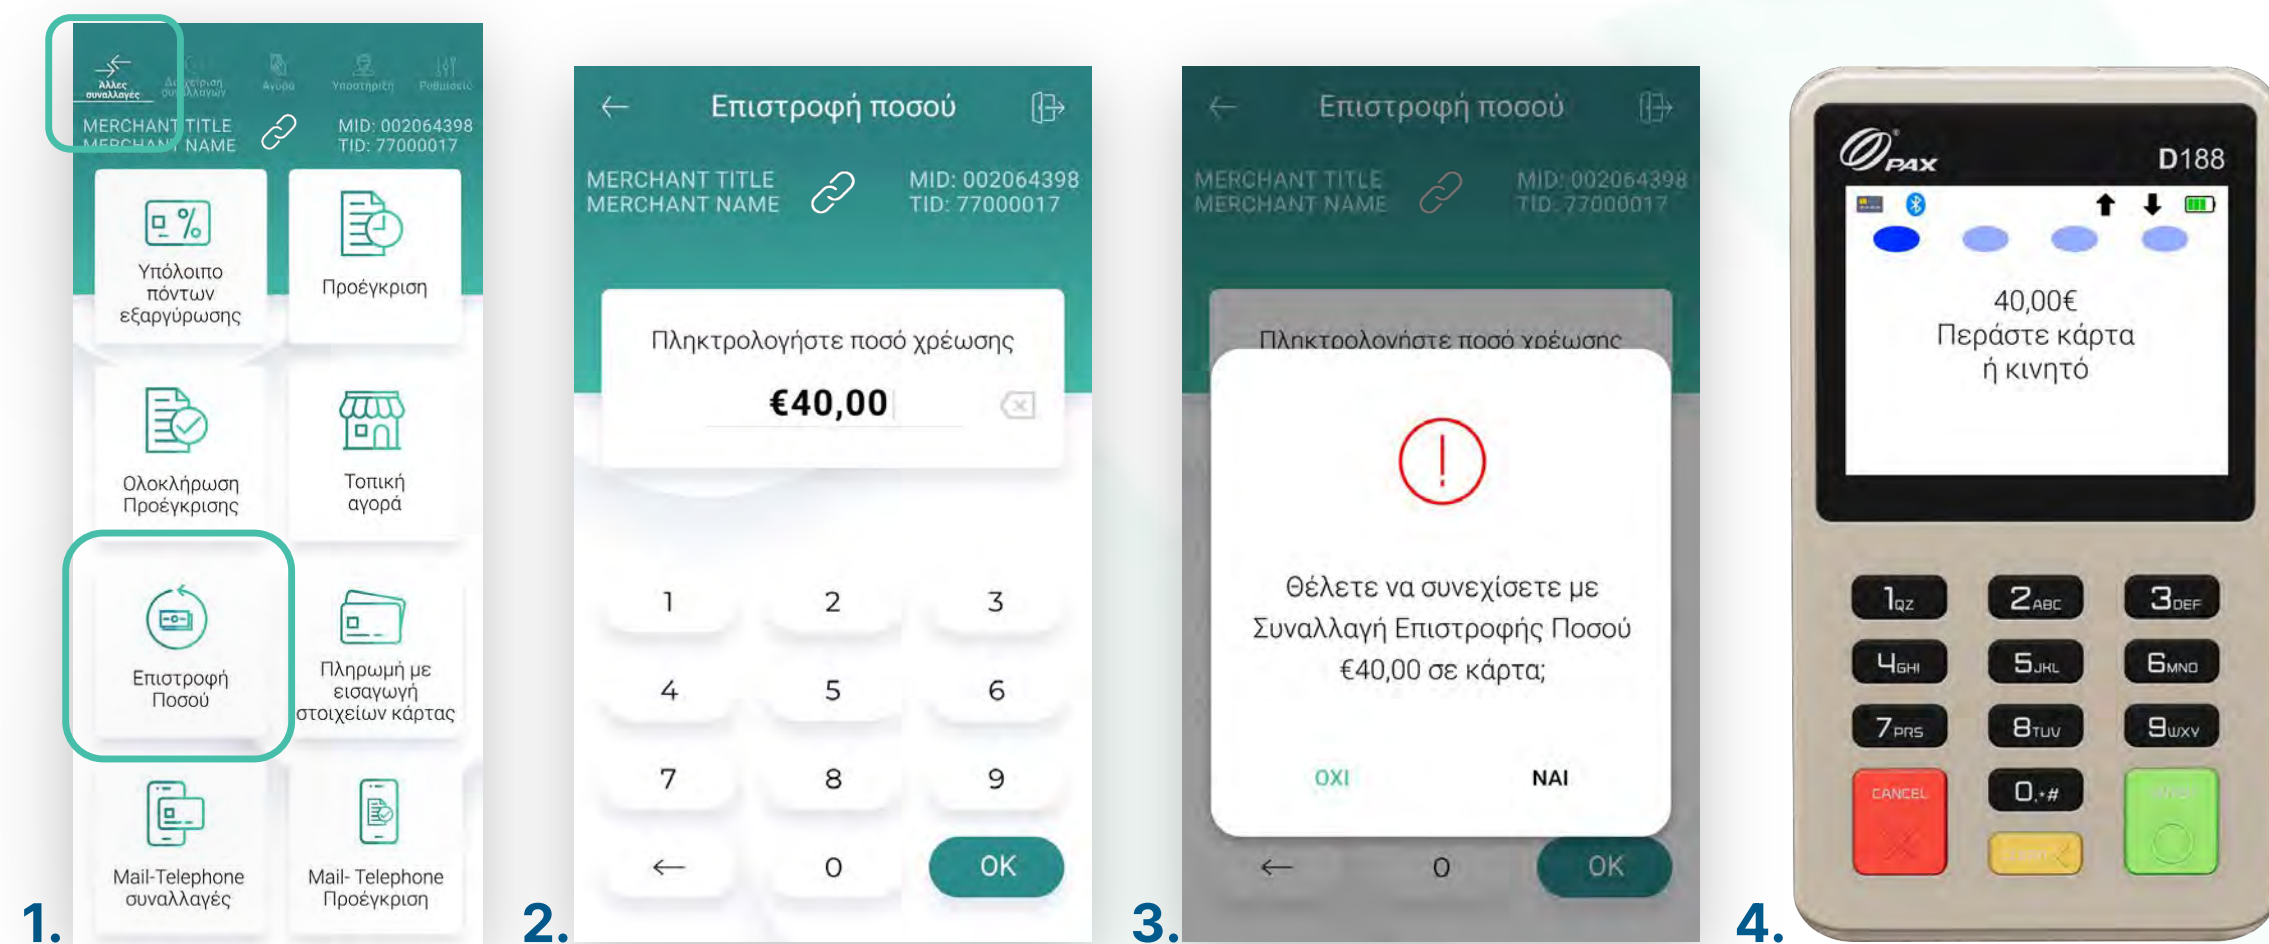 Άλλες
συναλλαγές
Διαχείριση
συναλλαγών
Αγορά
Υποστήριξη
Ρυθμίσεις
MERCHANT TITLE
MERCHANT NAME
MID: 002064398
TID: 77000017
Υπόλοιπο
πόντων
εξαργύρωσης
Προέγκριση
Ολοκλήρωση
Προέγκρισης
Τοπική
αγορά
Επιστροφή
Ποσού
Πληρωμή με
εισαγωγή
στοιχείων κάρτας
Mail-Telephone
συναλλαγές
Mail- Telephone
Προέγκριση
1.
Επιστροφή ποσού
MERCHANT TITLE
MERCHANT NAME
MID: 002064398
TID: 77000017
Πληκτρολογήστε ποσό χρέωσης
€40,00
1 2 3
4 5 6
7 8 9
0 OK
2.
Επιστροφή ποσού
MERCHANT TITLE
MERCHANT NAME
MID: 002064398
TID: 77000017
Πληκτρολογήστε ποσό χρέωσης
Θέλετε να συνεχίσετε με
Συναλλαγή Επιστροφής Ποσού
€40,00 σε κάρτα;
ΟΧΙ ΝΑΙ
0 OK
3.
PAX D188
40,00€
Περάστε κάρτα
ή κινητό
1QZ 2ABC 3DEF
4GHI 5JKL 6MNO
7PRS 8TUV 9WXY
CANCEL 0.*#
4.